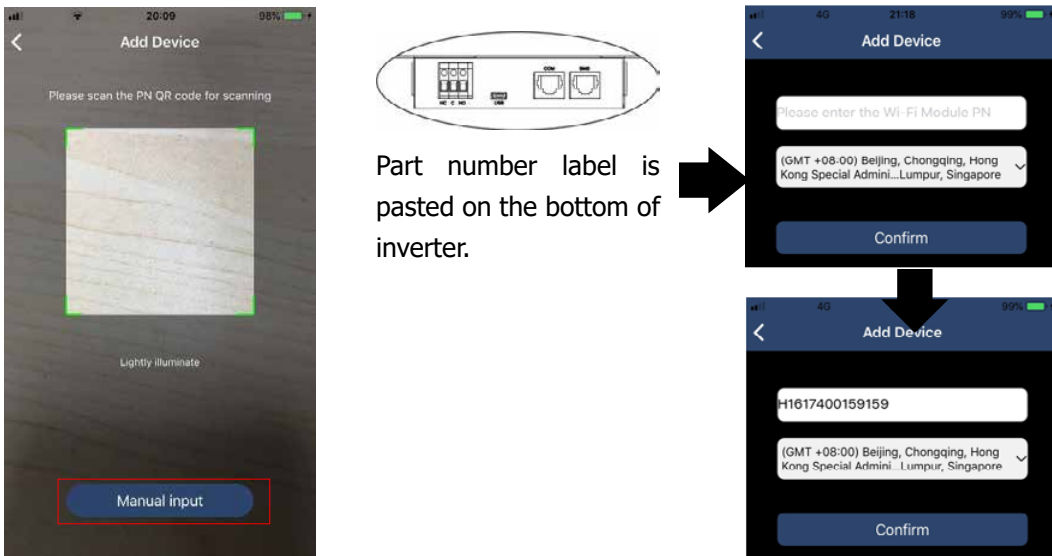 20:09
98%
Add Device
Please scan the PN QR code for scanning
Lightly illuminate
Manual input
NC C NO
USB
COM
BMS
Part number label is
pasted on the bottom of
inverter.
4G
21:18
99%
Add Device
Please enter the Wi-Fi Module PN
(GMT +08:00) Beijing, Chongqing, Hong
Kong Special Admini...Lumpur, Singapore
Confirm
4G
99%
Add Device
H1617400159159
(GMT +08:00) Beijing, Chongqing, Hong
Kong Special Admini...Lumpur, Singapore
Confirm